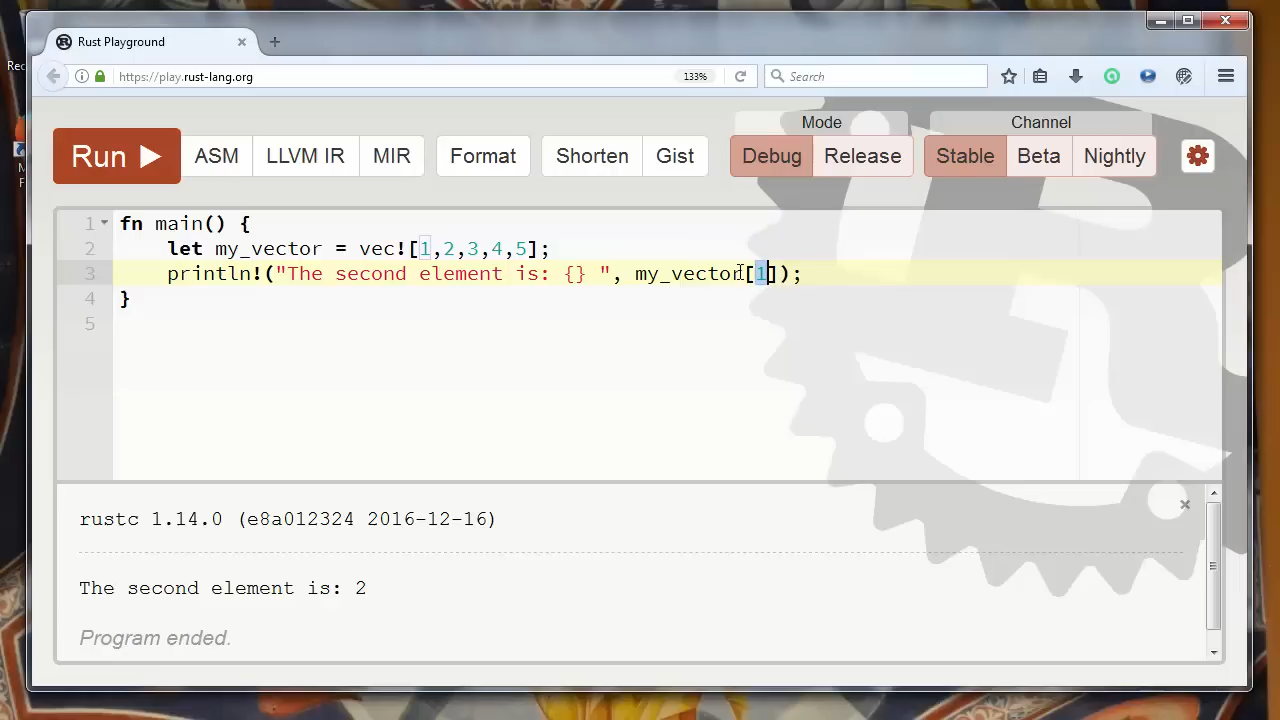 Rust Playground
Rec
https://play.rust-lang.org 133% Search
Mode Channel
Run ASM LLVM IR MIR Format Shorten Gist Debug Release Stable Beta Nightly
1 fn main() {
2 let my_vector = vec![1,2,3,4,5];
3 println!("The second element is: {} ", my_vector[1]);
4 }
5
rustc 1.14.0 (e8a012324 2016-12-16)
The second element is: 2
Program ended.